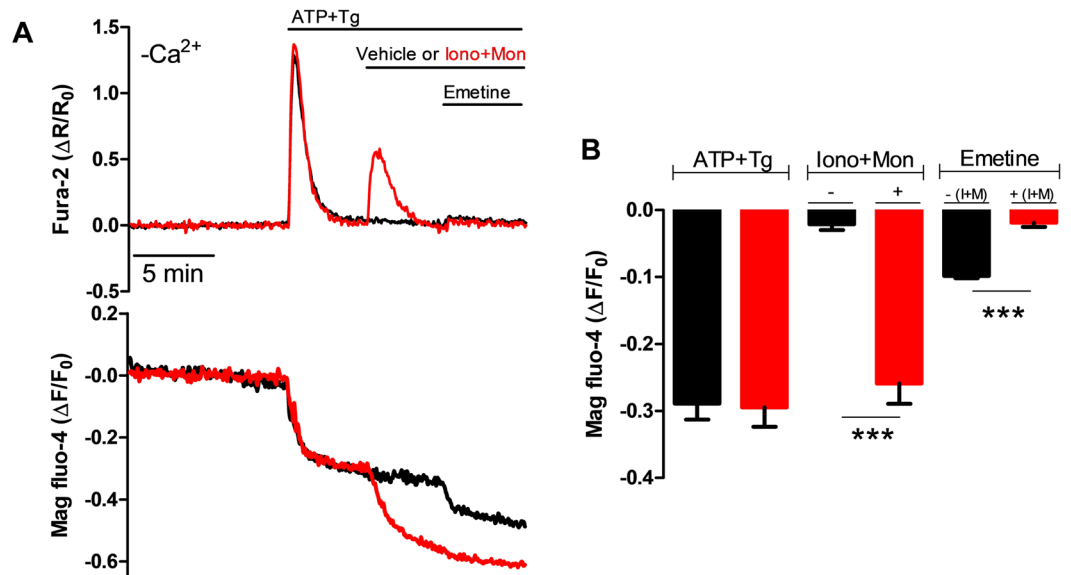 A
ATP+Tg
-Ca2+
Vehicle or Iono+Mon
Emetine
Fura-2 (ΔR/R0)
1.5
1.0
0.5
0.0
-0.5
5 min
Mag fluo-4 (ΔF/F0)
0.2
-0.0
-0.2
-0.4
-0.6
B
ATP+Tg
Iono+Mon
Emetine
-
+
- (I+M)
+ (I+M)
Mag fluo-4 (ΔF/F0)
-0.0
-0.1
-0.2
-0.3
-0.4
***
***